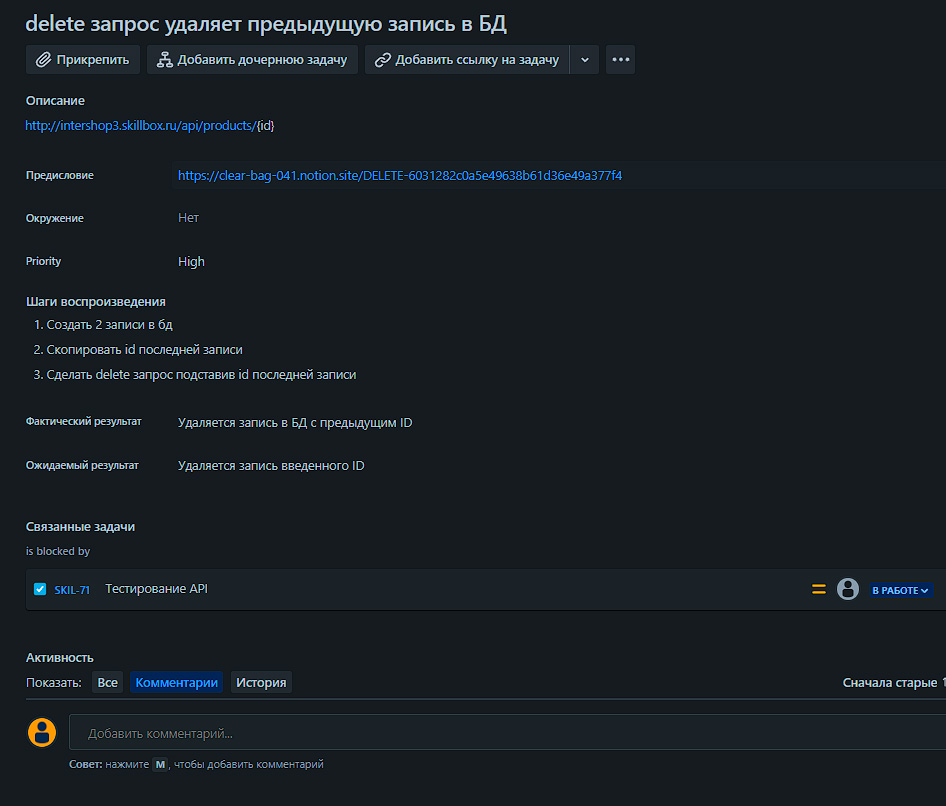 delete запрос удаляет предыдущую запись в БД
Прикрепить
Добавить дочернюю задачу
Добавить ссылку на задачу
Описание
http://intershop3.skillbox.ru/api/products/{id}
Предисловие
https://clear-bag-041.notion.site/DELETE-6031282c0a5e49638b61d36e49a377f4
Окружение
Нет
Priority
High
Шаги воспроизведения
1. Создать 2 записи в бд
2. Скопировать id последней записи
3. Сделать delete запрос подставив id последней записи
Фактический результат
Удаляется запись в БД с предыдущим ID
Ожидаемый результат
Удаляется запись введенного ID
Связанные задачи
is blocked by
SKIL-71 Тестирование API
В РАБОТЕ
Активность
Показать: Все Комментарии История
Сначала старые
Добавить комментарий...
Совет: нажмите M, чтобы добавить комментарий